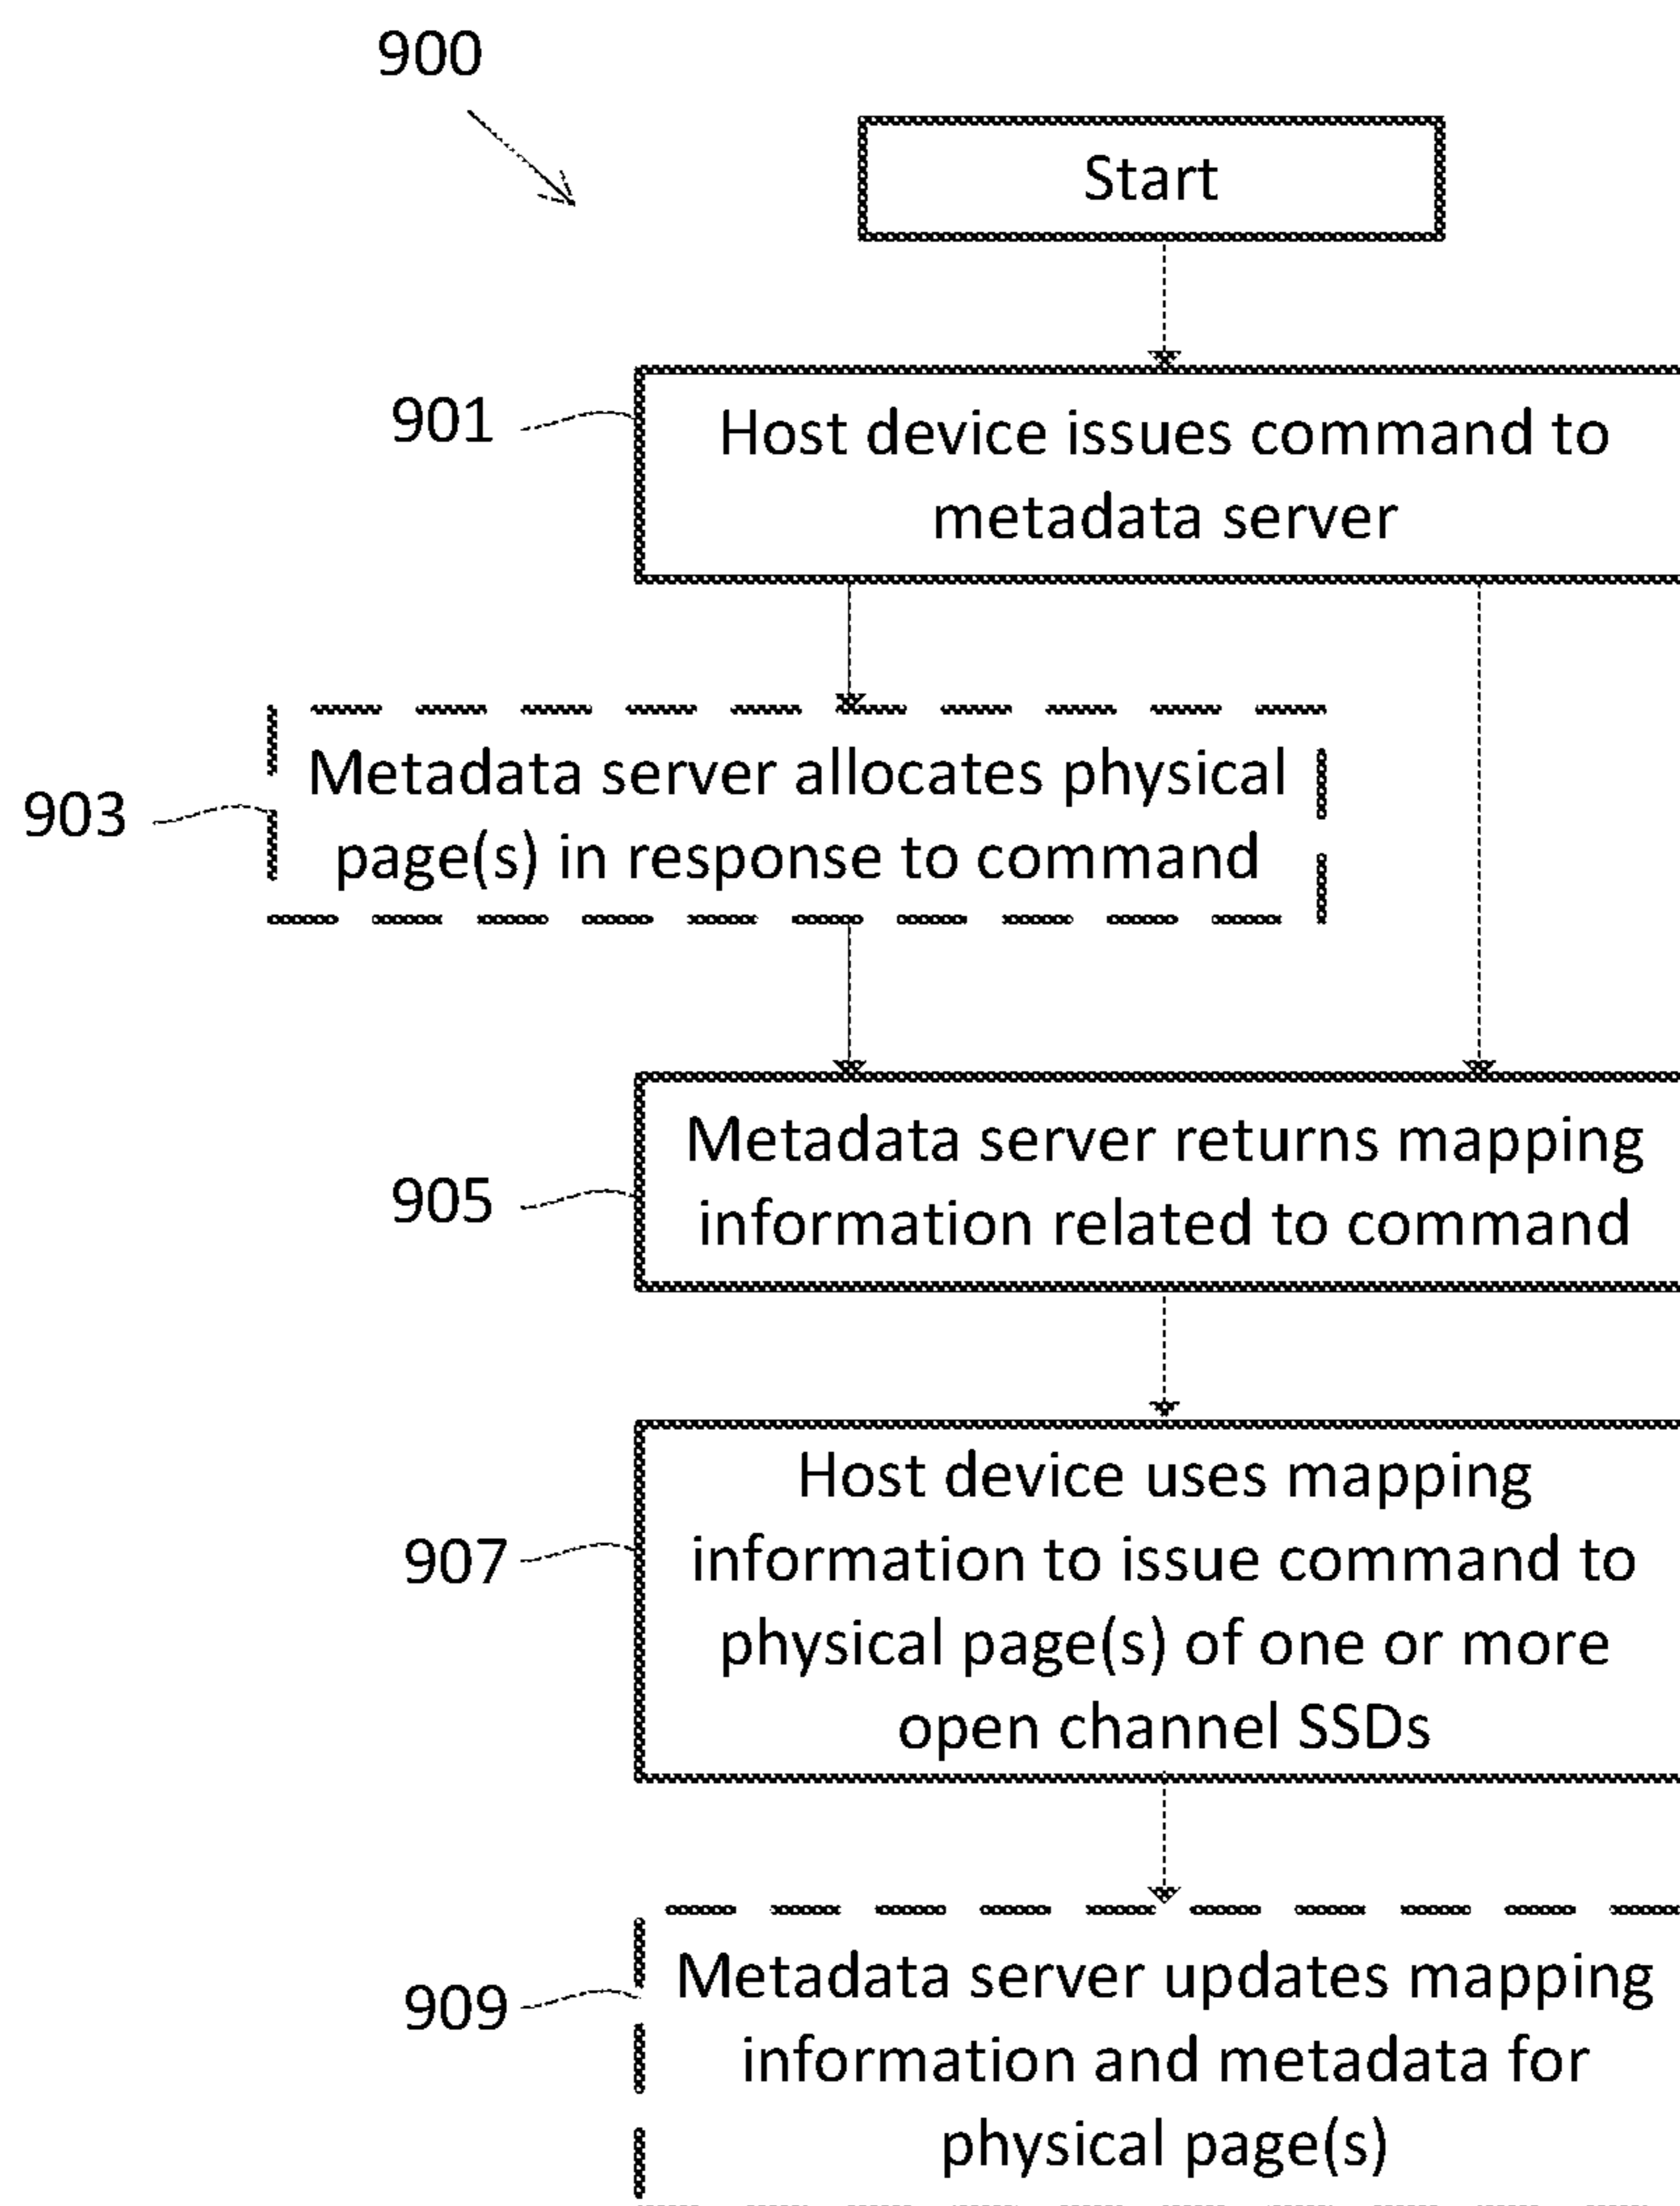 900
Start
901
Host device issues command to
metadata server
903
Metadata server allocates physical
page(s) in response to command
905
Metadata server returns mapping
information related to command
907
Host device uses mapping
information to issue command to
physical page(s) of one or more
open channel SSDs
909
Metadata server updates mapping
information and metadata for
physical page(s)